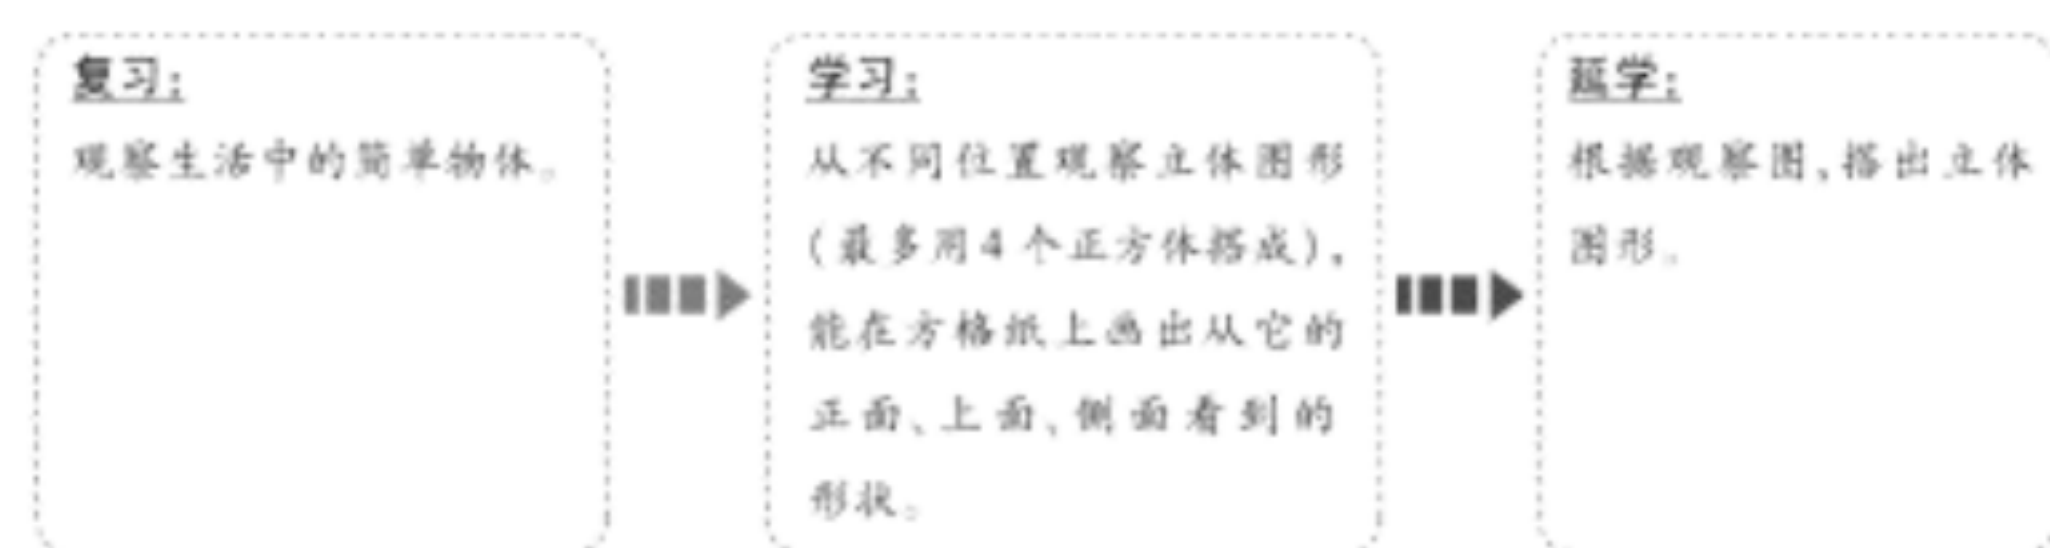 复习：
观察生活中的简单物体。
学习：
从不同位置观察立体图形
（最多用4个正方体搭成），
能在方格纸上画出从它的
正面、上面、侧面看到的
形状。
延学：
根据观察图，搭出立体
图形。